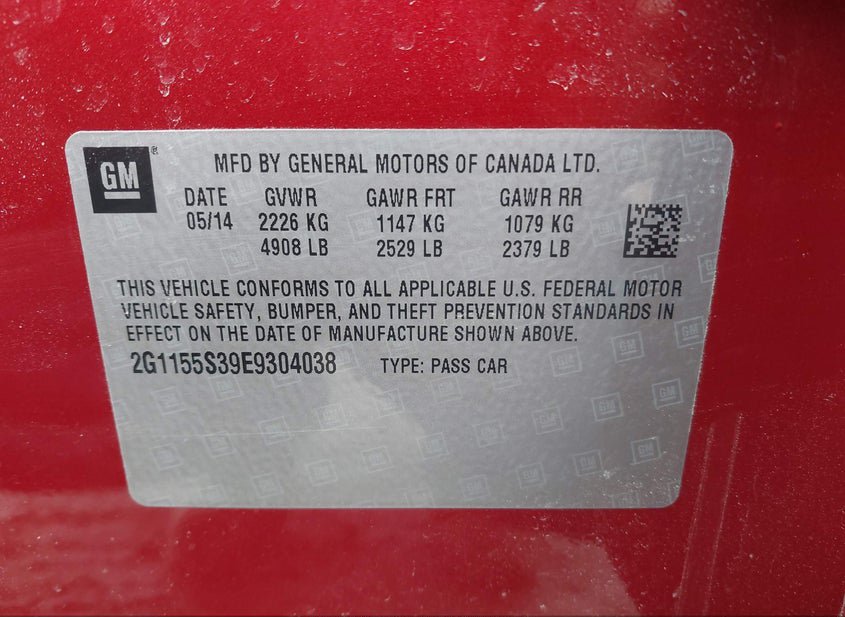 GM ® MFD BY GENERAL MOTORS OF CANADA LTD.
DATE GVWR GAWR FRT GAWR RR
05/14 2226 KG 1147 KG 1079 KG
4908 LB 2529 LB 2379 LB
THIS VEHICLE CONFORMS TO ALL APPLICABLE U.S. FEDERAL MOTOR
VEHICLE SAFETY, BUMPER, AND THEFT PREVENTION STANDARDS IN
EFFECT ON THE DATE OF MANUFACTURE SHOWN ABOVE.
2G1155S39E9304038 TYPE: PASS CAR